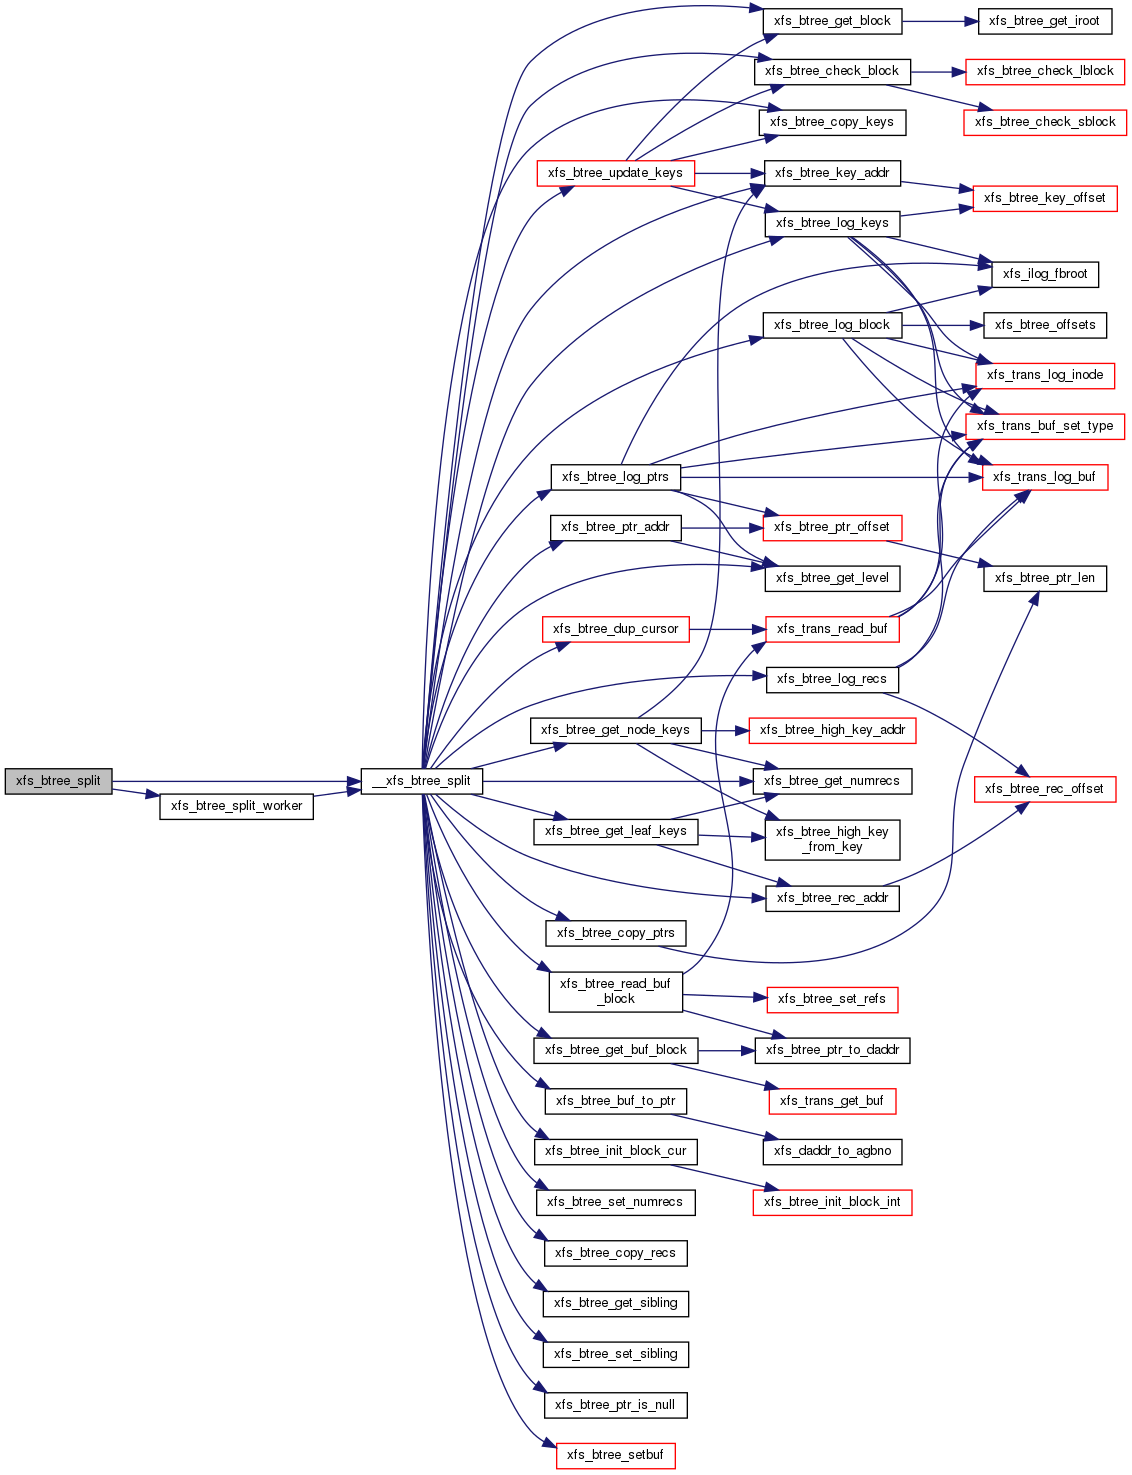 xfs_btree_get_block
xfs_btree_get_iroot
xfs_btree_check_block
xfs_btree_check_lblock
xfs_btree_copy_keys
xfs_btree_check_sblock
xfs_btree_update_keys
xfs_btree_key_addr
xfs_btree_key_offset
xfs_btree_log_keys
xfs_ilog_fbroot
xfs_btree_log_block
xfs_btree_offsets
xfs_trans_log_inode
xfs_trans_buf_set_type
xfs_btree_log_ptrs
xfs_trans_log_buf
xfs_btree_ptr_addr
xfs_btree_ptr_offset
xfs_btree_get_level
xfs_btree_ptr_len
xfs_btree_dup_cursor
xfs_trans_read_buf
xfs_btree_log_recs
xfs_btree_get_node_keys
xfs_btree_high_key_addr
xfs_btree_split
__xfs_btree_split
xfs_btree_get_numrecs
xfs_btree_rec_offset
xfs_btree_split_worker
xfs_btree_get_leaf_keys
xfs_btree_high_key
_from_key
xfs_btree_rec_addr
xfs_btree_copy_ptrs
xfs_btree_read_buf
_block
xfs_btree_set_refs
xfs_btree_get_buf_block
xfs_btree_ptr_to_daddr
xfs_btree_buf_to_ptr
xfs_trans_get_buf
xfs_btree_init_block_cur
xfs_daddr_to_agbno
xfs_btree_set_numrecs
xfs_btree_init_block_int
xfs_btree_copy_recs
xfs_btree_get_sibling
xfs_btree_set_sibling
xfs_btree_ptr_is_null
xfs_btree_setbuf